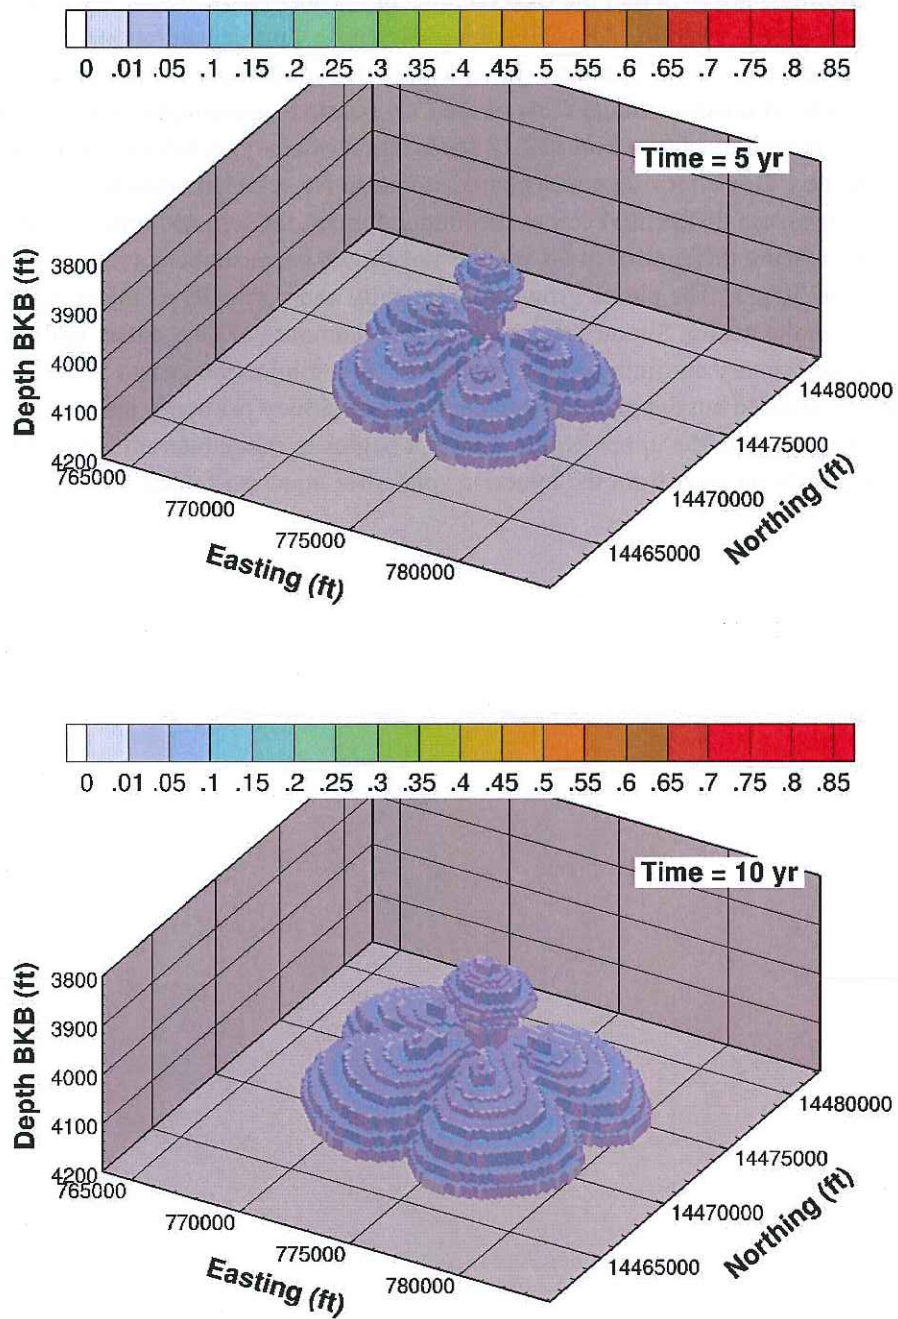 0 .01 .05 .1 .15 .2 .25 .3 .35 .4 .45 .5 .55 .6 .65 .7 .75 .8 .85
Time = 5 yr
Depth BKB (ft)
3800
3900
4000
4100
4200
765000
770000
775000
780000
Easting (ft)
14465000
14470000
14475000
14480000
Northing (ft)
0 .01 .05 .1 .15 .2 .25 .3 .35 .4 .45 .5 .55 .6 .65 .7 .75 .8 .85
Time = 10 yr
Depth BKB (ft)
3800
3900
4000
4100
4200
765000
770000
775000
780000
Easting (ft)
14465000
14470000
14475000
14480000
Northing (ft)